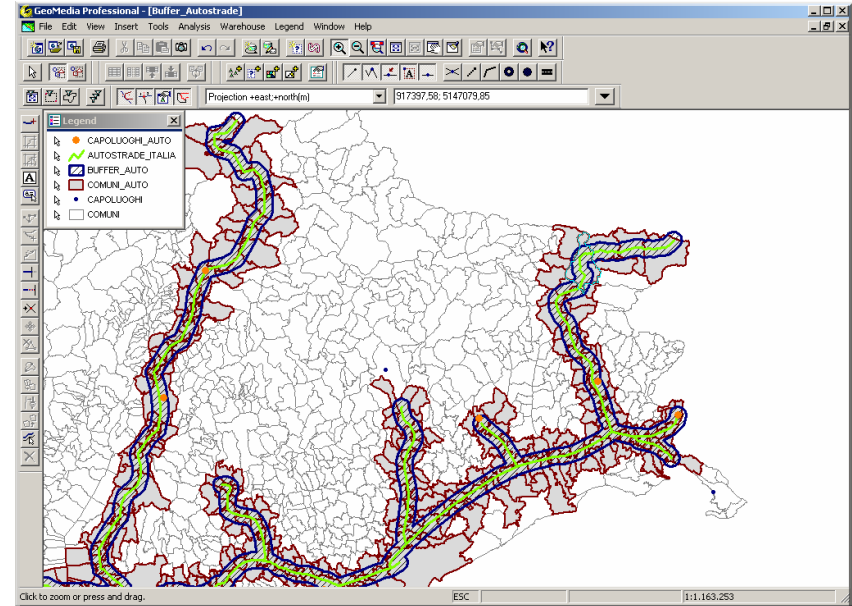 GeoMedia Professional - [Buffer_Autostrade]
File Edit View Insert Tools Analysis Warehouse Legend Window Help
Projection +east;+north(m) 917397,58; 5147079,85
Legend
CAPOLUOGHI_AUTO
AUTOSTRADE_ITALIA
BUFFER_AUTO
COMUNI_AUTO
CAPOLUOGHI
COMUNI
A
Click to zoom or press and drag. ESC 1:1.163.253